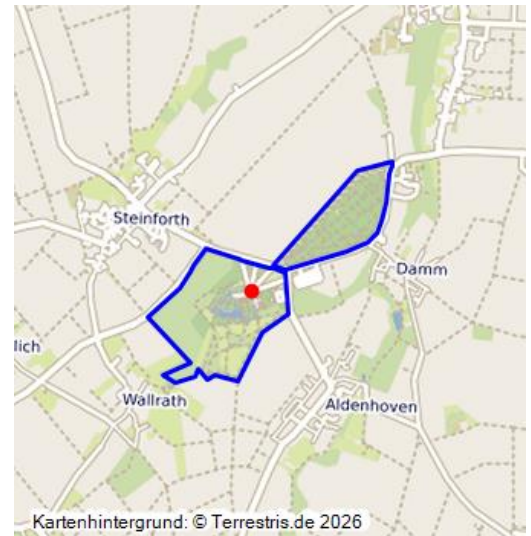 Steinforth
Damm
lich
Wallrath
Aldenhoven
Kartenhintergrund: © Terrestris.de 2026